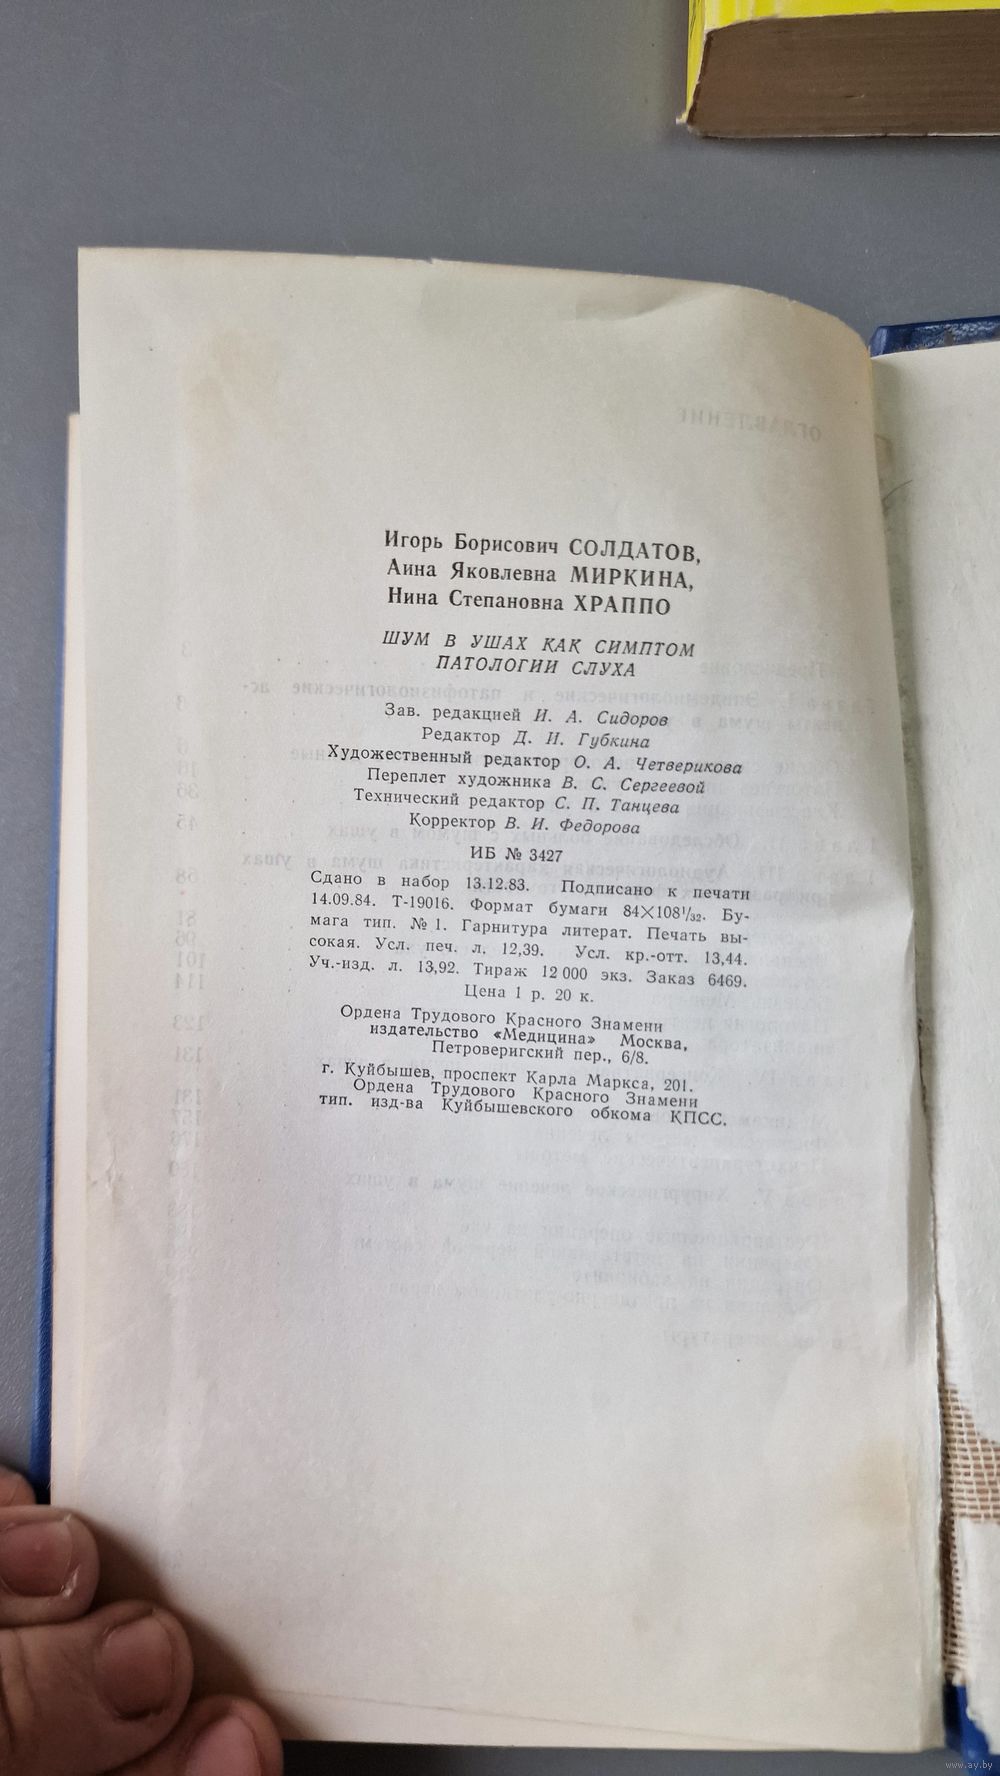 Игорь Борисович СОЛДАТОВ,
Аина Яковлевна МИРКИНА,
Нина Степановна ХРАППО
ШУМ В УШАХ КАК СИМПТОМ
ПАТОЛОГИИ СЛУХА
Зав. редакцией И. А. Сидоров
Редактор Д. И. Губкина
Художественный редактор О. А. Четверикова
Переплет художника В. С. Сергеевой
Технический редактор С. П. Танцева
Корректор В. И. Федорова
ИБ № 3427
Сдано в набор 13.12.83. Подписано к печати
14.09.84. Т-19016. Формат бумаги 84×108¹/₃₂. Бу-
мага тип. № 1. Гарнитура литерат. Печать вы-
сокая. Усл. печ. л. 12,39. Усл. кр.-отт. 13,44.
Уч.-изд. л. 13,92. Тираж 12 000 экз. Заказ 6469.
Цена 1 р. 20 к.
Ордена Трудового Красного Знамени
издательство «Медицина» Москва,
Петроверигский пер., 6/8.
г. Куйбышев, проспект Карла Маркса, 201.
Ордена Трудового Красного Знамени
тип. изд-ва Куйбышевского обкома КПСС.
ОГЛАВЛЕНИЕ
www.ay.by